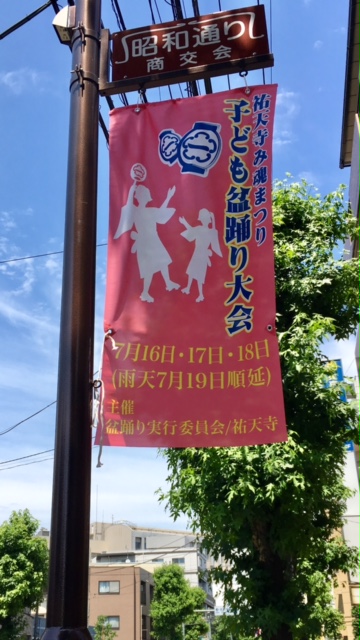 昭和通り
商交会
祐天寺み魂まつり
子ども盆踊り大会
7月16日・17日・18日
(雨天7月19日順延)
主催
盆踊り実行委員会/祐天寺